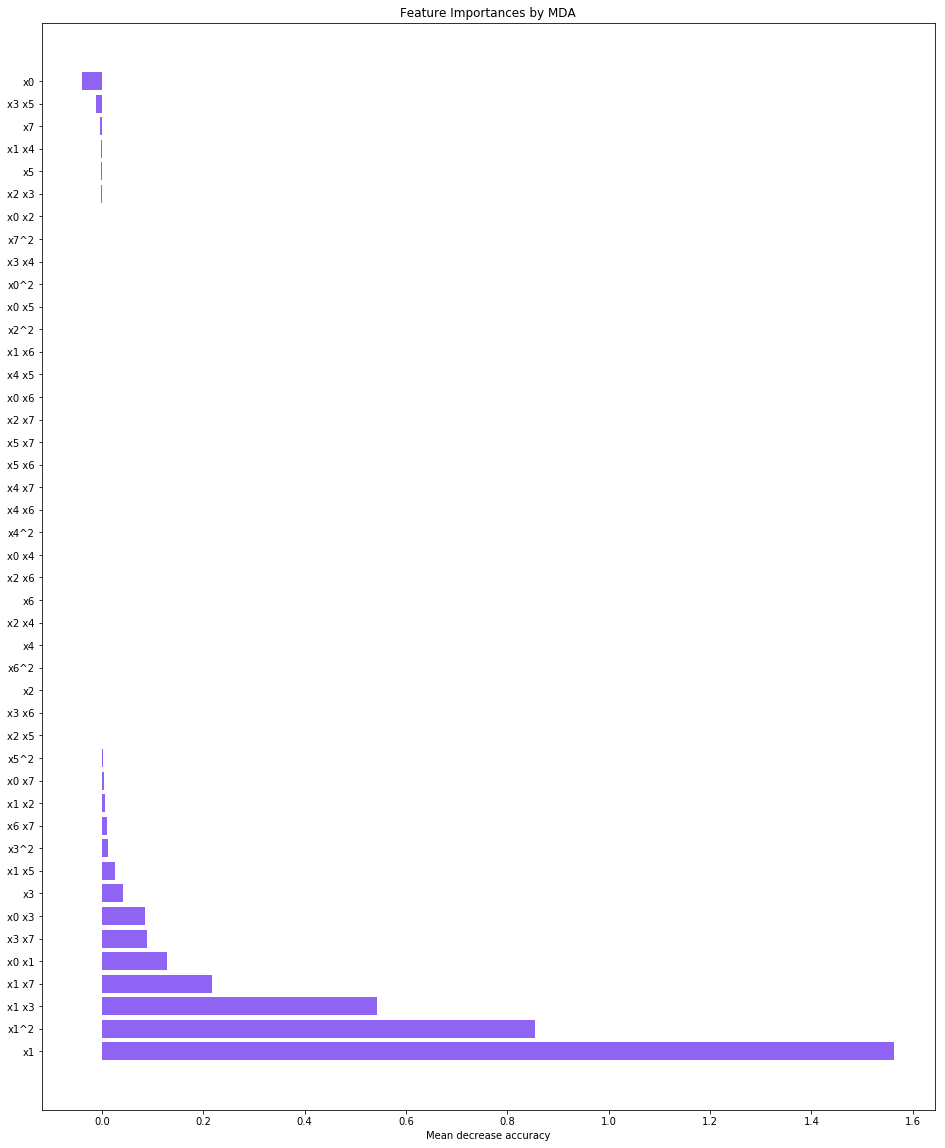 Feature Importances by MDA
x0
x3 x5
x7
x1 x4
x5
x2 x3
x0 x2
x7^2
x3 x4
x0^2
x0 x5
x2^2
x1 x6
x4 x5
x0 x6
x2 x7
x5 x7
x5 x6
x4 x7
x4 x6
x4^2
x0 x4
x2 x6
x6
x2 x4
x4
x6^2
x2
x3 x6
x2 x5
x5^2
x0 x7
x1 x2
x6 x7
x3^2
x1 x5
x3
x0 x3
x3 x7
x0 x1
x1 x7
x1 x3
x1^2
x1
0.0 0.2 0.4 0.6 0.8 1.0 1.2 1.4 1.6
Mean decrease accuracy